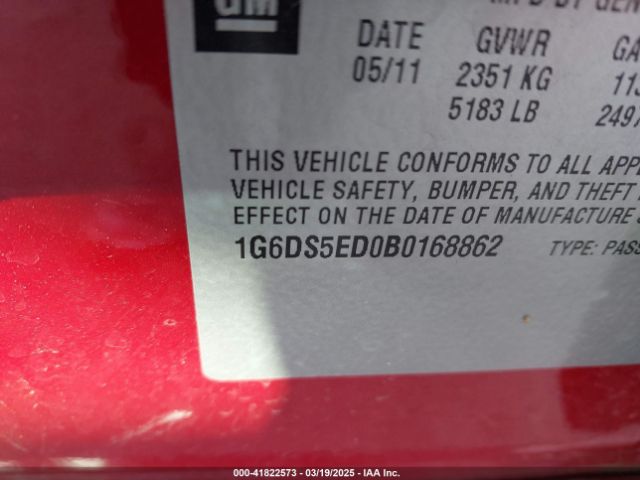 GM
DATE GVWR
05/11 2351 KG
5183 LB
THIS VEHICLE CONFORMS TO ALL
VEHICLE SAFETY, BUMPER, AND THEFT
EFFECT ON THE DATE OF MANUFACTURE
1G6DS5ED0B0168862 TYPE: PASS
000-41822573 — 03/19/2025 — IAA Inc.